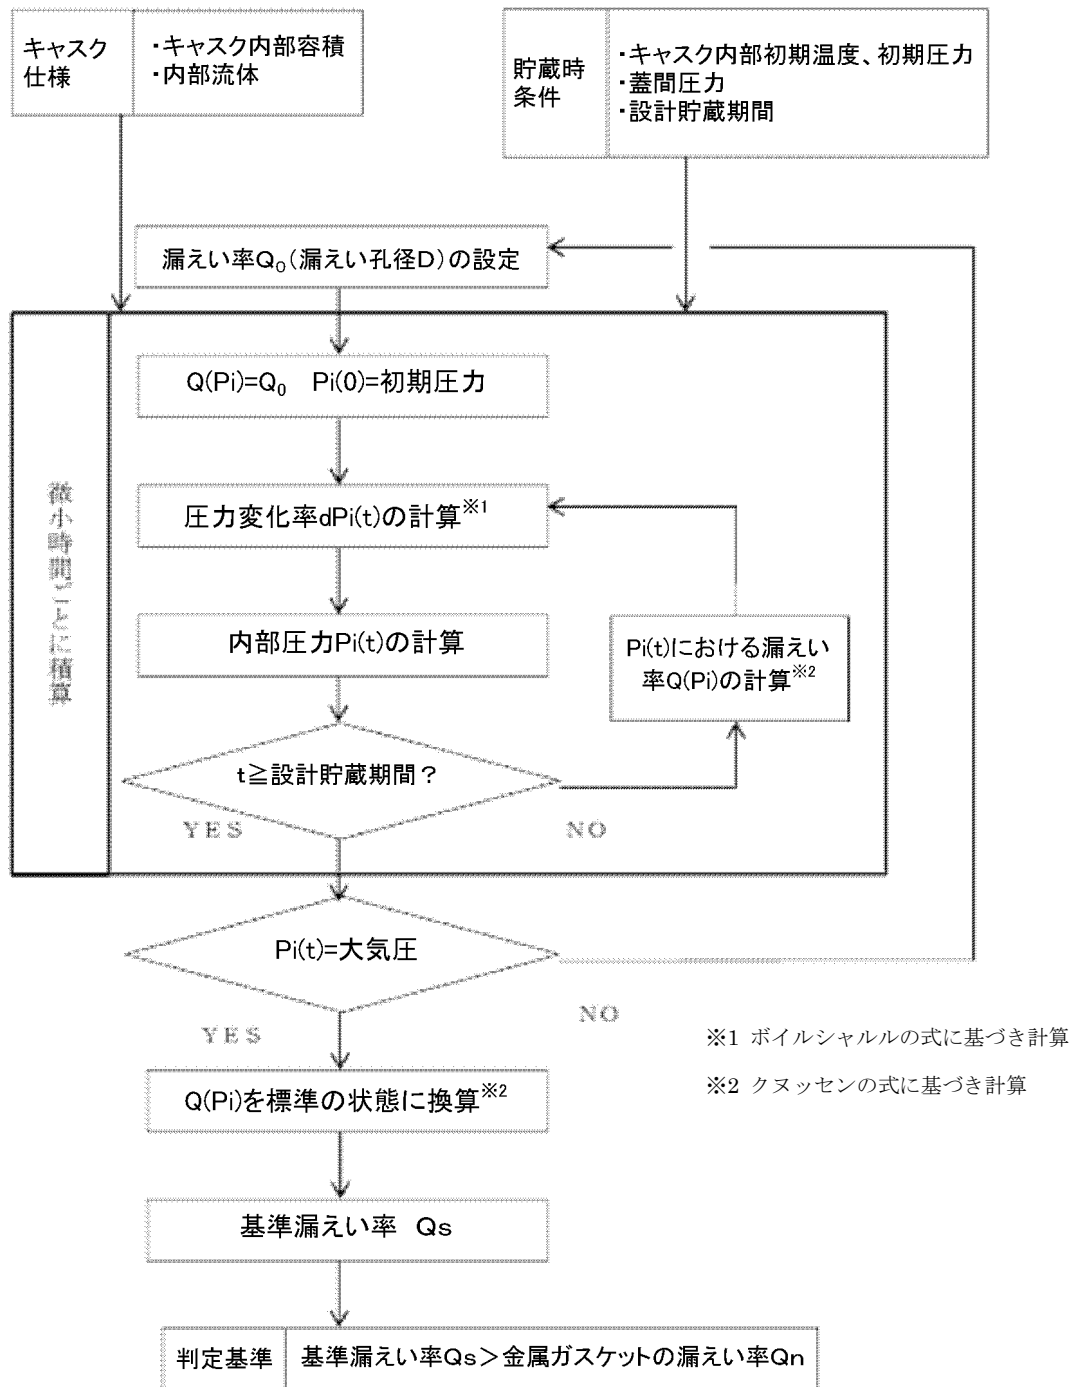 キャスク
仕様
・キャスク内部容積
・内部流体
貯蔵時
条件
・キャスク内部初期温度、初期圧力
・蓋間圧力
・設計貯蔵期間
漏えい率Q₀(漏えい孔径D)の設定
Q(Pi)=Q₀ Pi(0)=初期圧力
圧力変化率dPi(t)の計算※1
内部圧力Pi(t)の計算
Pi(t)における漏えい
率Q(Pi)の計算※2
微小時間ごとに積算
t≧設計貯蔵期間?
YES
NO
Pi(t)=大気圧
YES
NO
※1 ボイルシャルルの式に基づき計算
※2 クヌッセンの式に基づき計算
Q(Pi)を標準の状態に換算※2
基準漏えい率 Qs
判定基準
基準漏えい率Qs>金属ガスケットの漏えい率Qn